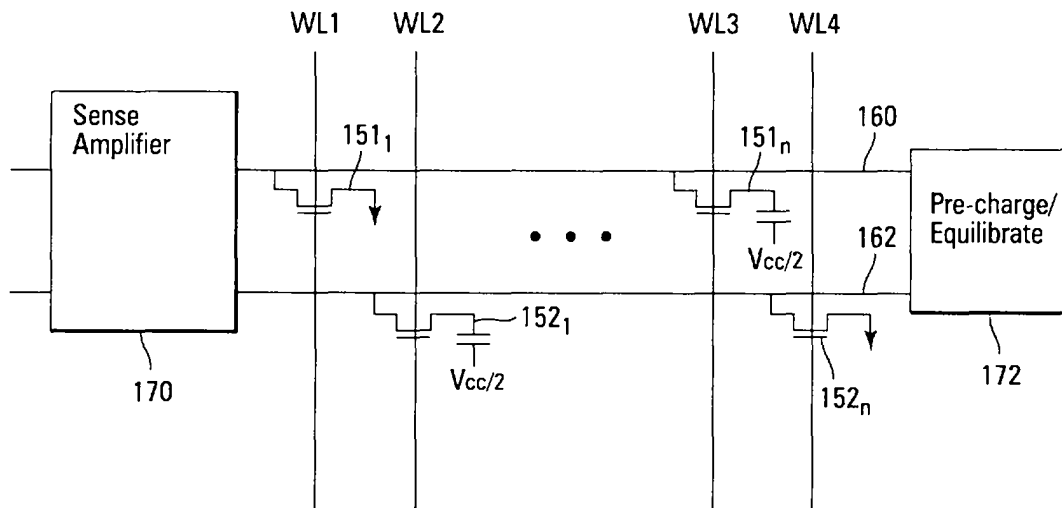 WL1 WL2 WL3 WL4
Sense
Amplifier
151₁
151ₙ
160
Pre-charge/
Equilibrate
Vcc/2
162
152₁
Vcc/2
170
152ₙ
172